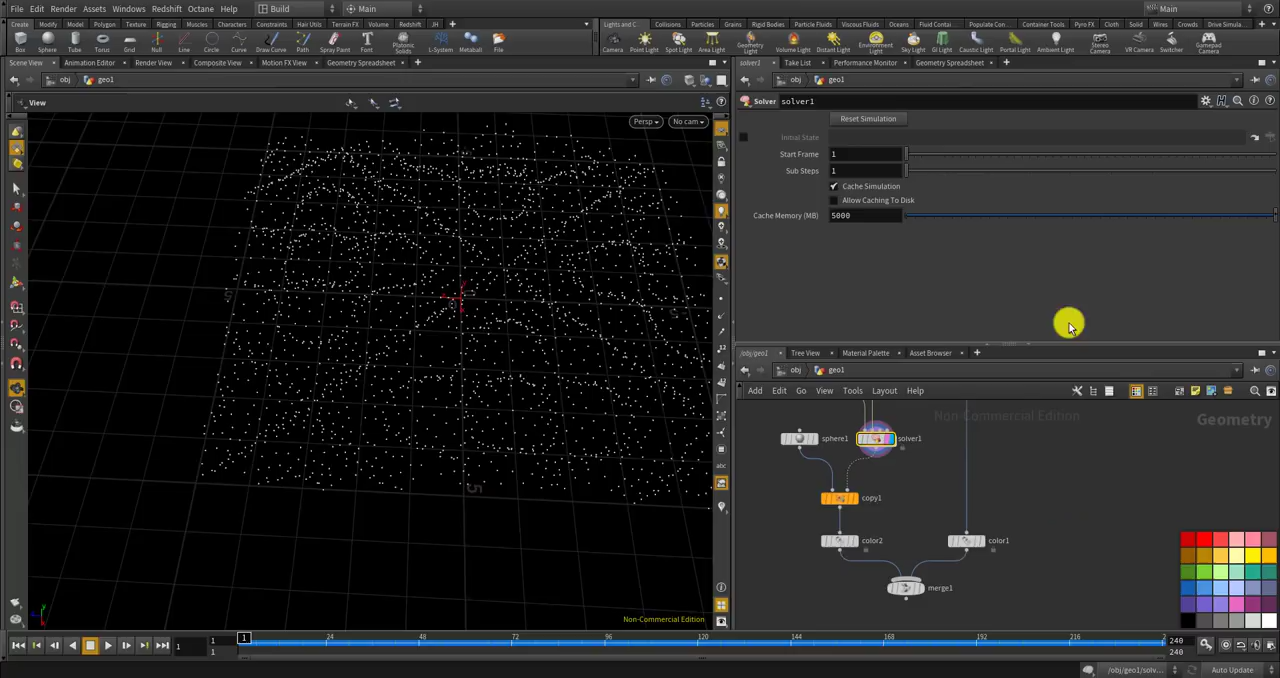 File Edit Render Assets Windows Redshift Octane Help Build Main Main
Create Modify Model Polygon Texture Rigging Muscles Characters Constraints Hair Utils Terrain FX Volume Redshift JH
Lights and C... Collisions Particles Grains Rigid Bodies Particle Fluids Viscous Fluids Oceans Fluid Contai... Populate Con... Container Tools Pyro FX Cloth Solid Wires Crowds Drive Simula...
Box Sphere Tube Torus Grid Null Line Circle Curve Draw Curve Path Spray Paint Font Platonic Solids L-System Metaball File
Camera Point Light Spot Light Area Light Geometry Light Volume Light Distant Light Environment Light Sky Light GI Light Caustic Light Portal Light Ambient Light Stereo Camera VR Camera Switcher Gamepad Camera
Scene View Animation Editor Render View Composite View Motion FX View Geometry Spreadsheet
solver1 Take List Performance Monitor Geometry Spreadsheet
obj geo1
obj geo1
View
Solver solver1
Persp No cam
Reset Simulation
Initial State
Start Frame 1
Sub Steps 1
Cache Simulation
Allow Caching To Disk
Cache Memory (MB) 5000
/obj/geo1 Tree View Material Palette Asset Browser
obj geo1
Add Edit Go View Tools Layout Help
Non-Commercial Edition
Geometry
sphere1 solver1
copy1
color2 color1
merge1
5
Non-Commercial Edition
1 1 1 1 24 48 72 96 120 144 168 192 216 2 240 240
/obj/geo1/solv... Auto Update